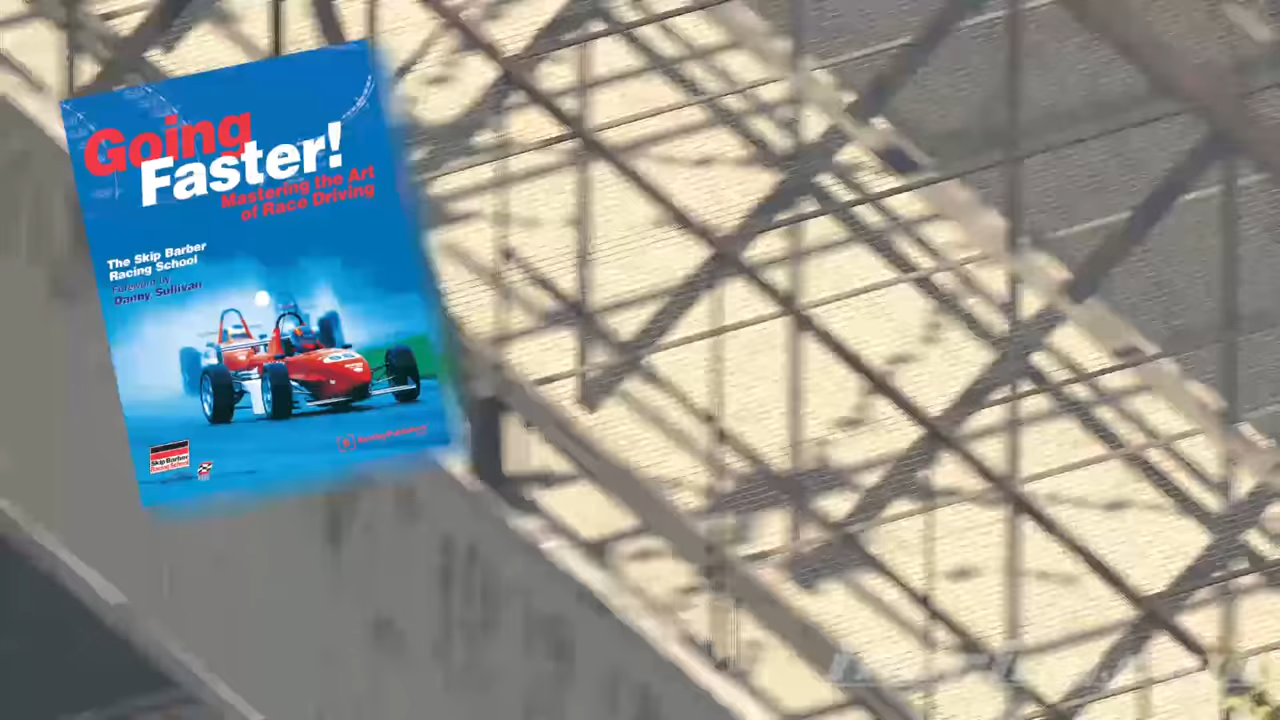 Going
Faster!
Mastering the Art
of Race Driving
The Skip Barber
Racing School
Foreword by
Danny Sullivan
Skip Barber
Racing School
B BentleyPublishers